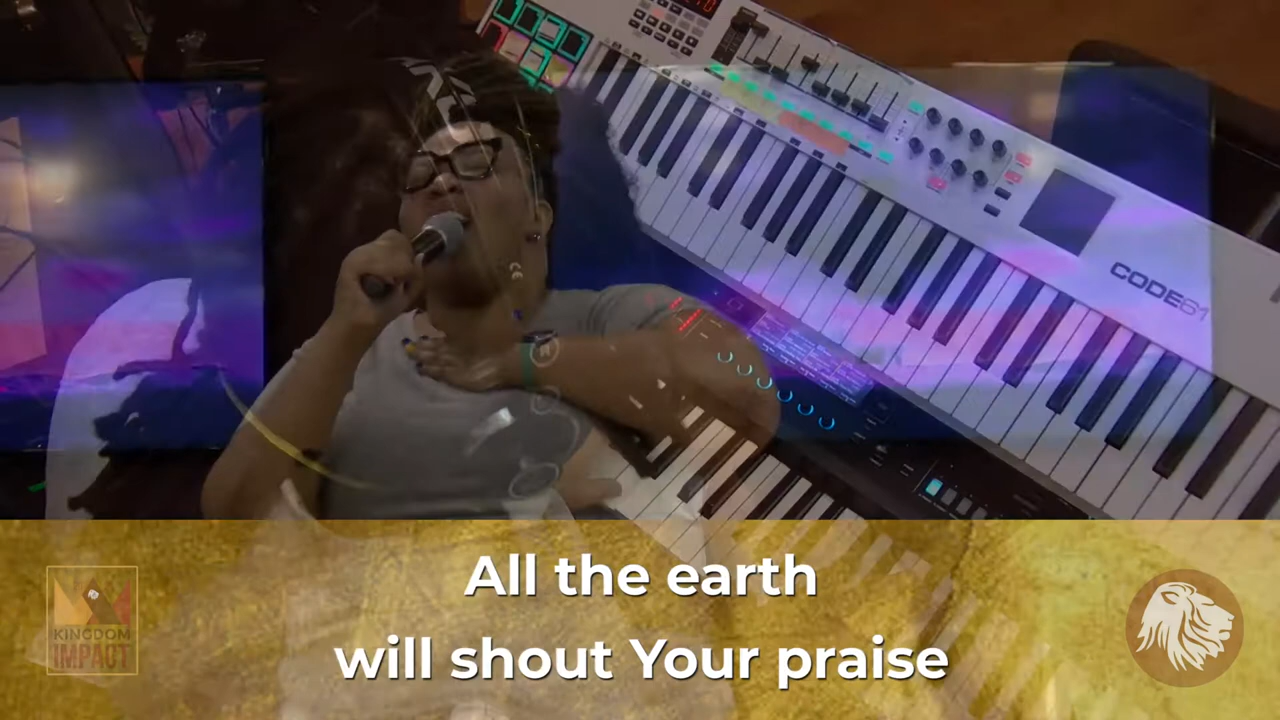 CODE61
All the earth
will shout Your praise
KINGDOM
IMPACT